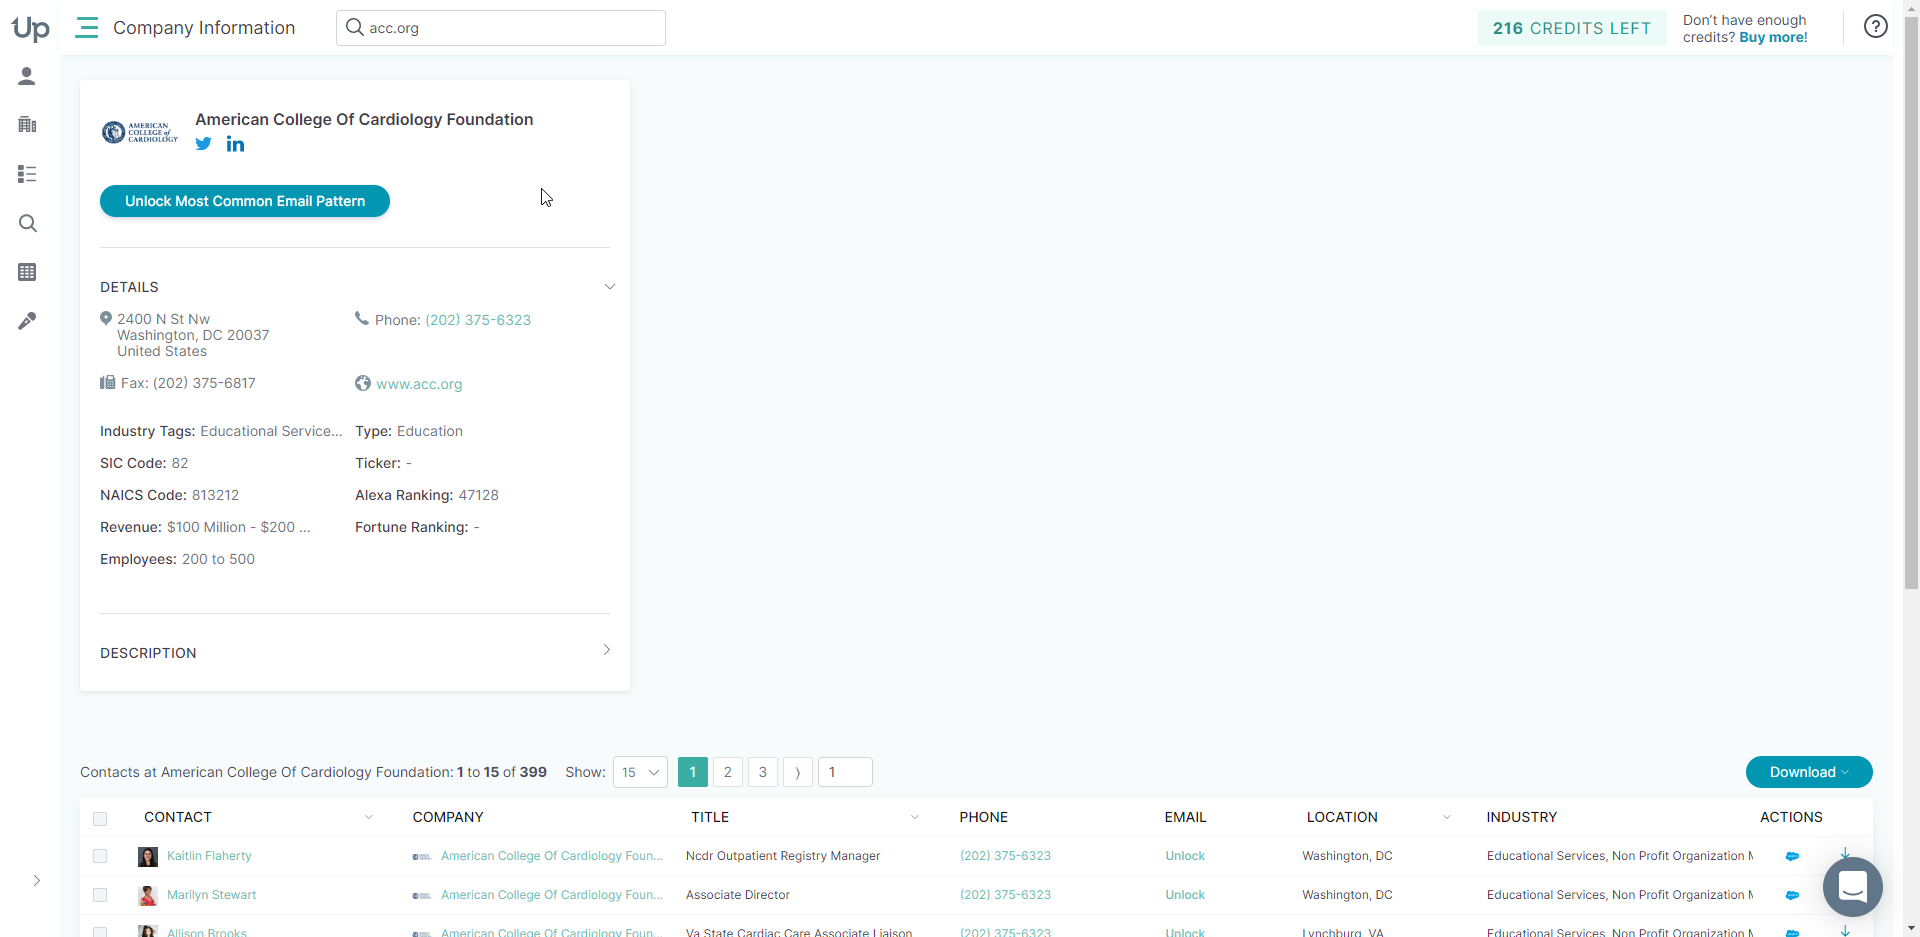 Up
Company Information
acc.org
216 CREDITS LEFT
Don't have enough
credits? Buy more!
?
AMERICAN
COLLEGE of
CARDIOLOGY
American College Of Cardiology Foundation
in
Unlock Most Common Email Pattern
DETAILS
2400 N St Nw
Washington, DC 20037
United States
Phone: (202) 375-6323
Fax: (202) 375-6817
www.acc.org
Industry Tags: Educational Service...
Type: Education
SIC Code: 82
Ticker: -
NAICS Code: 813212
Alexa Ranking: 47128
Revenue: $100 Million - $200 ...
Fortune Ranking: -
Employees: 200 to 500
DESCRIPTION
Contacts at American College Of Cardiology Foundation: 1 to 15 of 399
Show: 15
1 2 3 ⟩ 1
Download
CONTACT COMPANY TITLE PHONE EMAIL LOCATION INDUSTRY ACTIONS
Kaitlin Flaherty American College Of Cardiology Foun... Ncdr Outpatient Registry Manager (202) 375-6323 Unlock Washington, DC Educational Services, Non Profit Organization M
Marilyn Stewart American College Of Cardiology Foun... Associate Director (202) 375-6323 Unlock Washington, DC Educational Services, Non Profit Organization M
Allison Brooks American College Of Cardiology Foun... Va State Cardiac Care Associate Liaison (202) 375-6323 Unlock Lynchburg, VA Educational Services, Non Profit Organization M